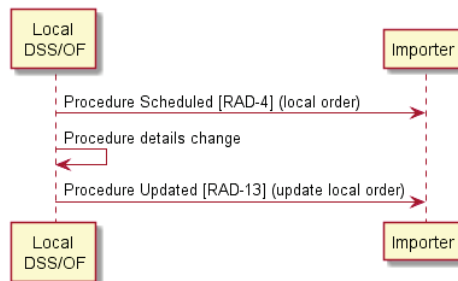 Local
DSS/OF
Importer
Procedure Scheduled [RAD-4] (local order)
Procedure details change
Procedure Updated [RAD-13] (update local order)
Local
DSS/OF
Importer